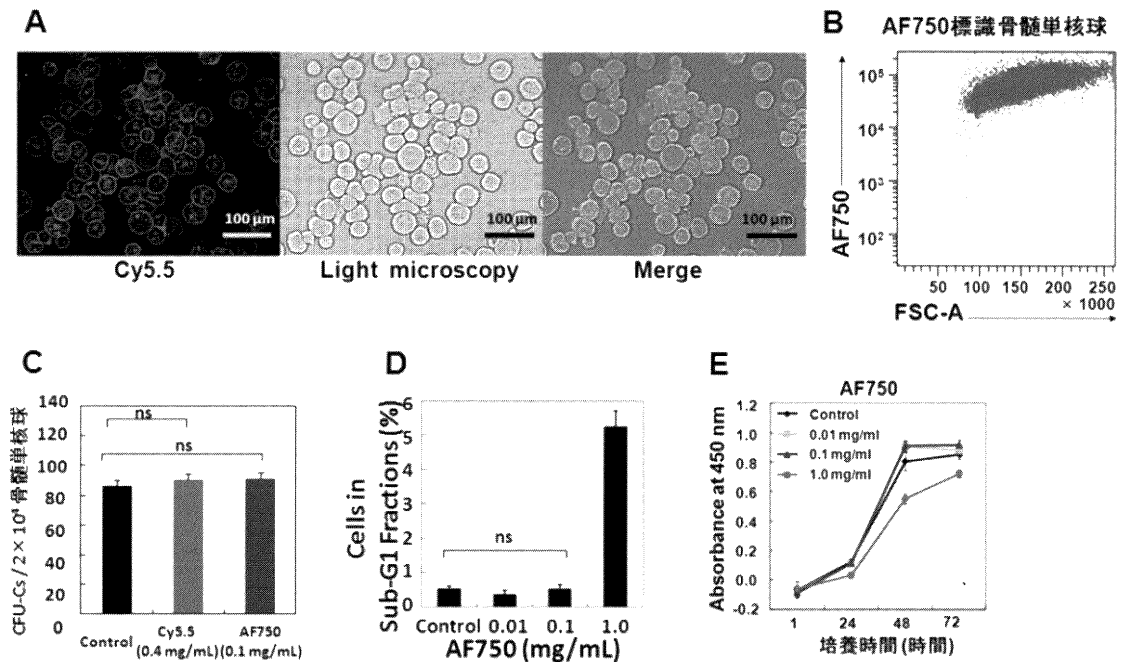 A
100 µm
100 µm
100 µm
Cy5.5
Light microscopy
Merge
B
AF750標識骨髄単核球
AF750
10⁵
10⁴
10³
10²
50 100 150 200 250
× 1000
FSC-A
C
CFU-Cs / 2×10⁴ 骨髄単核球
140
120
100
80
60
40
20
0
ns
ns
Control
Cy5.5
(0.4 mg/mL)
AF750
(0.1 mg/mL)
D
Cells in
Sub-G1 Fractions (%)
6
5
4
3
2
1
0
ns
Control 0.01 0.1 1.0
AF750 (mg/mL)
E
AF750
Absorbance at 450 nm
1.2
1.0
0.8
0.6
0.4
0.2
0.0
-0.2
Control
0.01 mg/ml
0.1 mg/ml
1.0 mg/ml
1 24 48 72
培養時間 (時間)